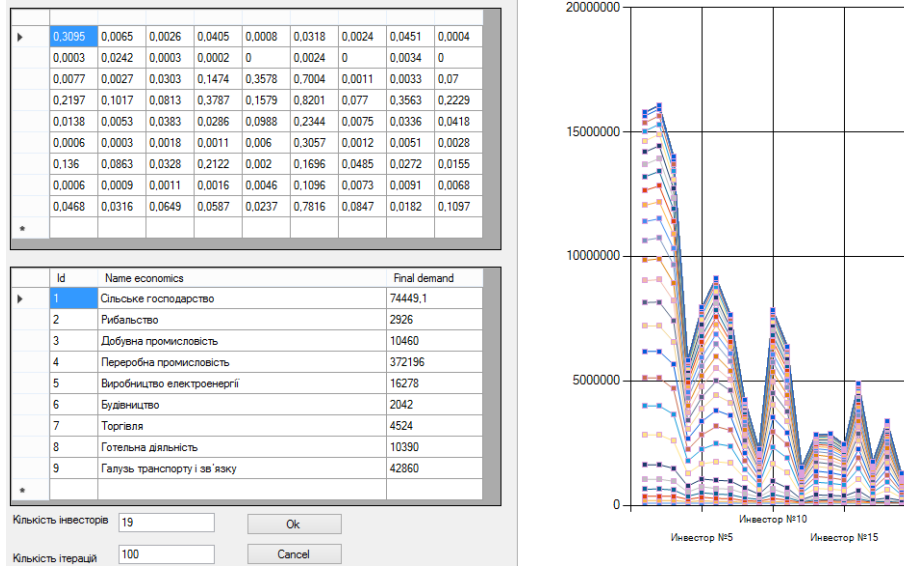 0,3095 0,0065 0,0026 0,0405 0,0008 0,0318 0,0024 0,0451 0,0004
0,0003 0,0242 0,0003 0,0002 0 0,0024 0 0,0034 0
0,0077 0,0027 0,0303 0,1474 0,3578 0,7004 0,0011 0,0033 0,07
0,2197 0,1017 0,0813 0,3787 0,1579 0,8201 0,077 0,3563 0,2229
0,0138 0,0053 0,0383 0,0286 0,0988 0,2344 0,0075 0,0336 0,0418
0,0006 0,0003 0,0018 0,0011 0,006 0,3057 0,0012 0,0051 0,0028
0,136 0,0863 0,0328 0,2122 0,002 0,1696 0,0485 0,0272 0,0155
0,0006 0,0009 0,0011 0,0016 0,0046 0,1096 0,0073 0,0091 0,0068
0,0468 0,0316 0,0649 0,0587 0,0237 0,7816 0,0847 0,0182 0,1097
Id Name economics Final demand
1 Сільське господарство 74449,1
2 Рибальство 2926
3 Добувна промисловість 10460
4 Переробна промисловість 372196
5 Виробництво електроенергії 16278
6 Будівництво 2042
7 Торгівля 4524
8 Готельна діяльність 10390
9 Галузь транспорту і зв`язку 42860
Кількість інвесторів 19 Ok
Кількість ітерацій 100 Cancel
20000000
15000000
10000000
5000000
0
Инвестор №10
Инвестор №5 Инвестор №15